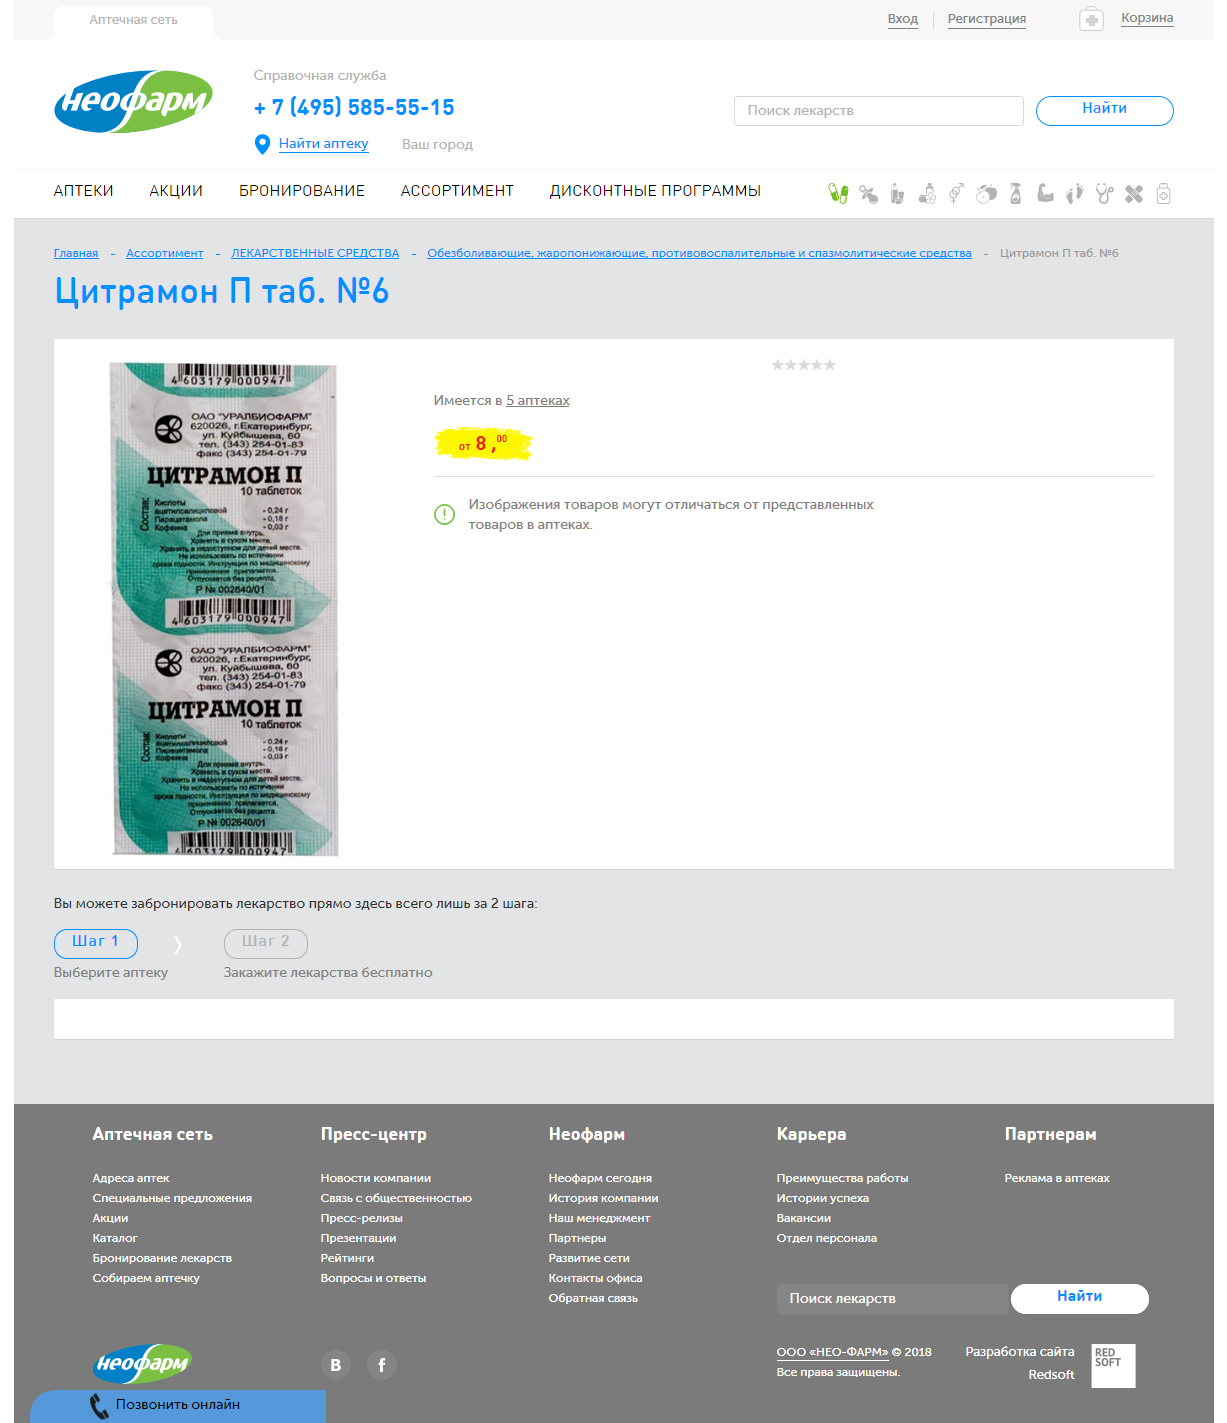 Аптечная сеть
Вход
Регистрация
Корзина
неофарм
Справочная служба
+ 7 (495) 585-55-15
Найти аптеку
Ваш город
Поиск лекарств
Найти
АПТЕКИ
АКЦИИ
БРОНИРОВАНИЕ
АССОРТИМЕНТ
ДИСКОНТНЫЕ ПРОГРАММЫ
Главная - Ассортимент - ЛЕКАРСТВЕННЫЕ СРЕДСТВА - Обезболивающие, жаропонижающие, противовоспалительные и спазмолитические средства - Цитрамон П таб. №6
Цитрамон П таб. №6
4 603179 000947
ОАО "УРАЛБИОФАРМ"
620026, г.Екатеринбург,
ул. Куйбышева, 60
тел. (343) 254-01-83
факс (343) 254-01-79
ЦИТРАМОН П
10 таблеток
Состав:
Кислоты
ацетилсалициловой - 0,24 г
Парацетамола - 0,18 г
Кофеина - 0,03 г
Для приема внутрь.
Хранить в сухом месте.
Хранить в недоступном для детей месте.
Не использовать по истечении
срока годности. Инструкция по медицинскому
применению прилагается.
Отпускается без рецепта.
Р № 002640/01
4 603179 000947
ОАО "УРАЛБИОФАРМ"
620026, г.Екатеринбург,
ул. Куйбышева, 60
тел. (343) 254-01-83
факс (343) 254-01-79
ЦИТРАМОН П
10 таблеток
Состав:
Кислоты
ацетилсалициловой - 0,24 г
Парацетамола - 0,18 г
Кофеина - 0,03 г
Для приема внутрь.
Хранить в сухом месте.
Хранить в недоступном для детей месте.
Не использовать по истечении
срока годности. Инструкция по медицинскому
применению прилагается.
Отпускается без рецепта.
Р № 002640/01
4 603179 000947
Имеется в 5 аптеках
от 8,00
Изображения товаров могут отличаться от представленных
товаров в аптеках.
Вы можете забронировать лекарство прямо здесь всего лишь за 2 шага:
Шаг 1
Выберите аптеку
Шаг 2
Закажите лекарства бесплатно
Аптечная сеть
Адреса аптек
Специальные предложения
Акции
Каталог
Бронирование лекарств
Собираем аптечку
Пресс-центр
Новости компании
Связь с общественностью
Пресс-релизы
Презентации
Рейтинги
Вопросы и ответы
Неофарм
Неофарм сегодня
История компании
Наш менеджмент
Партнеры
Развитие сети
Контакты офиса
Обратная связь
Карьера
Преимущества работы
Истории успеха
Вакансии
Отдел персонала
Партнерам
Реклама в аптеках
Поиск лекарств
Найти
неофарм
В
f
ООО «НЕО-ФАРМ» © 2018
Все права защищены.
Разработка сайта
Redsoft
RED
SOFT
Позвонить онлайн